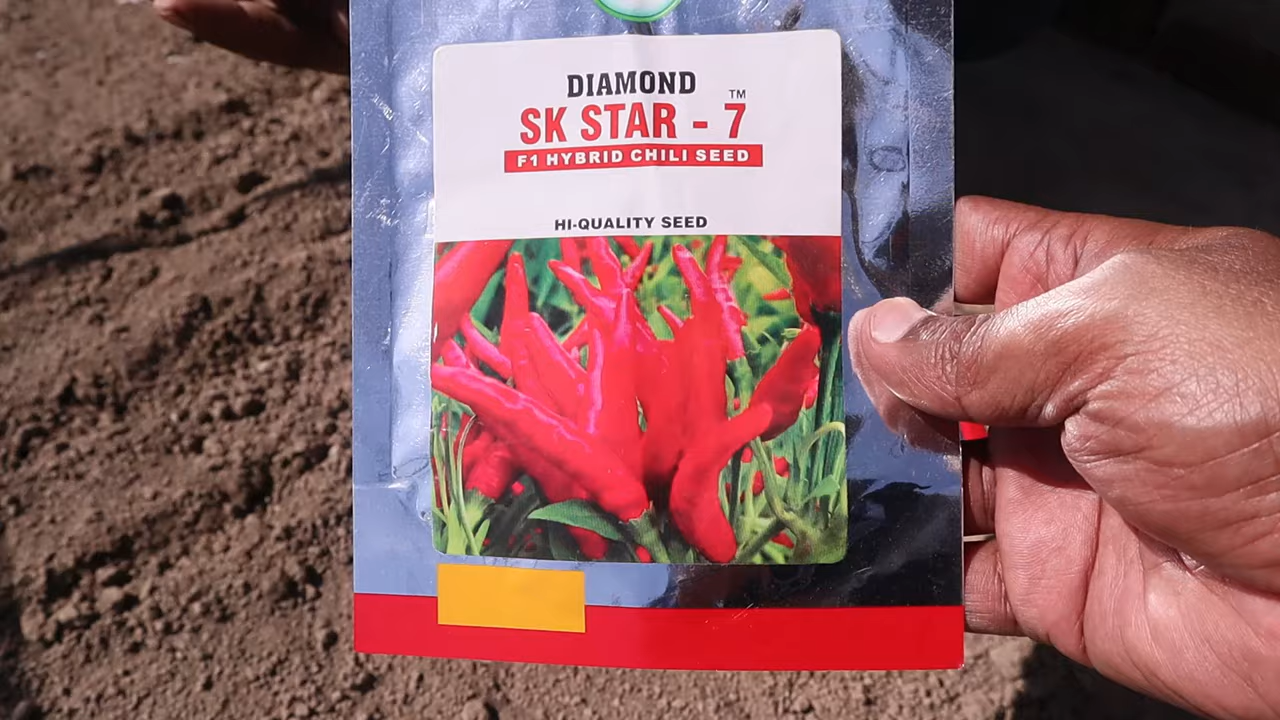 DIAMOND
SK STAR - 7 ™
F1 HYBRID CHILI SEED
HI-QUALITY SEED